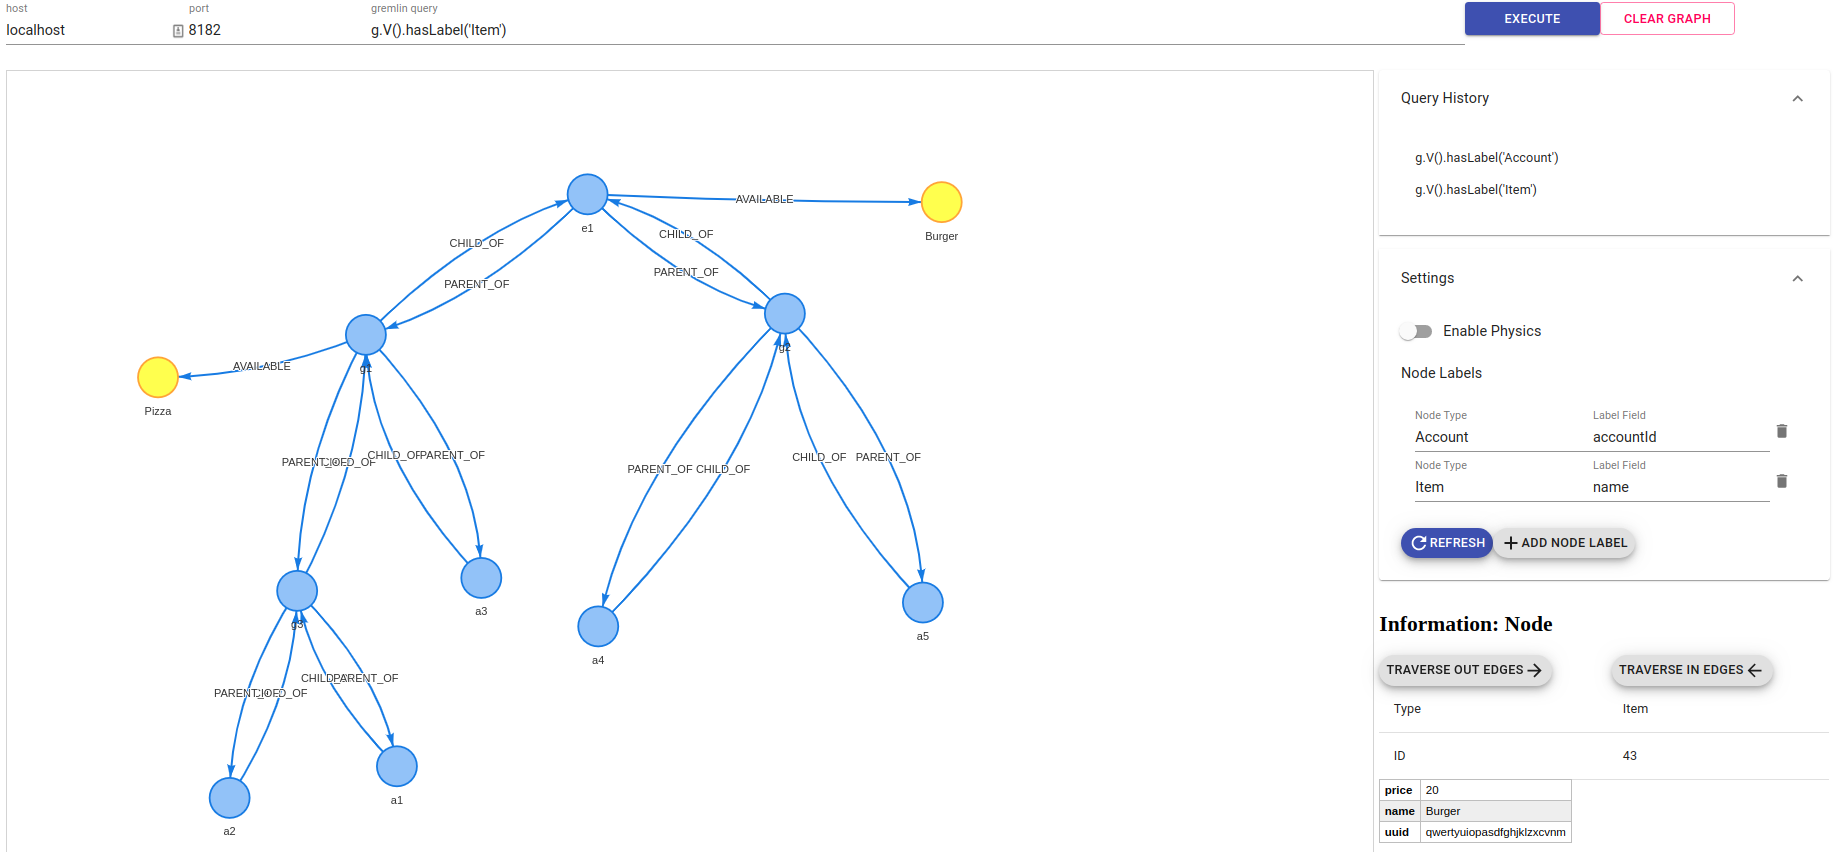 host port gremlin query
localhost 8182 g.V().hasLabel('Item')
EXECUTE CLEAR GRAPH
Query History
g.V().hasLabel('Account')
g.V().hasLabel('Item')
Settings
Enable Physics
Node Labels
Node Type Label Field
Account accountId
Node Type Label Field
Item name
REFRESH ADD NODE LABEL
Information: Node
TRAVERSE OUT EDGES TRAVERSE IN EDGES
Type Item
ID 43
price 20
name Burger
uuid qwertyuiopasdfghjklzxcvnm
AVAILABLE
e1
Burger
CHILD_OF
CHILD_OF
PARENT_OF
PARENT_OF
g1
g2
AVAILABLE
Pizza
PARENT_OF CHILD_OF
CHILD_OF PARENT_OF
PARENT_OF CHILD_OF
CHILD_OF PARENT_OF
g3
a3
a4
a5
PARENT_OF CHILD_OF
CHILD_OF PARENT_OF
a2
a1